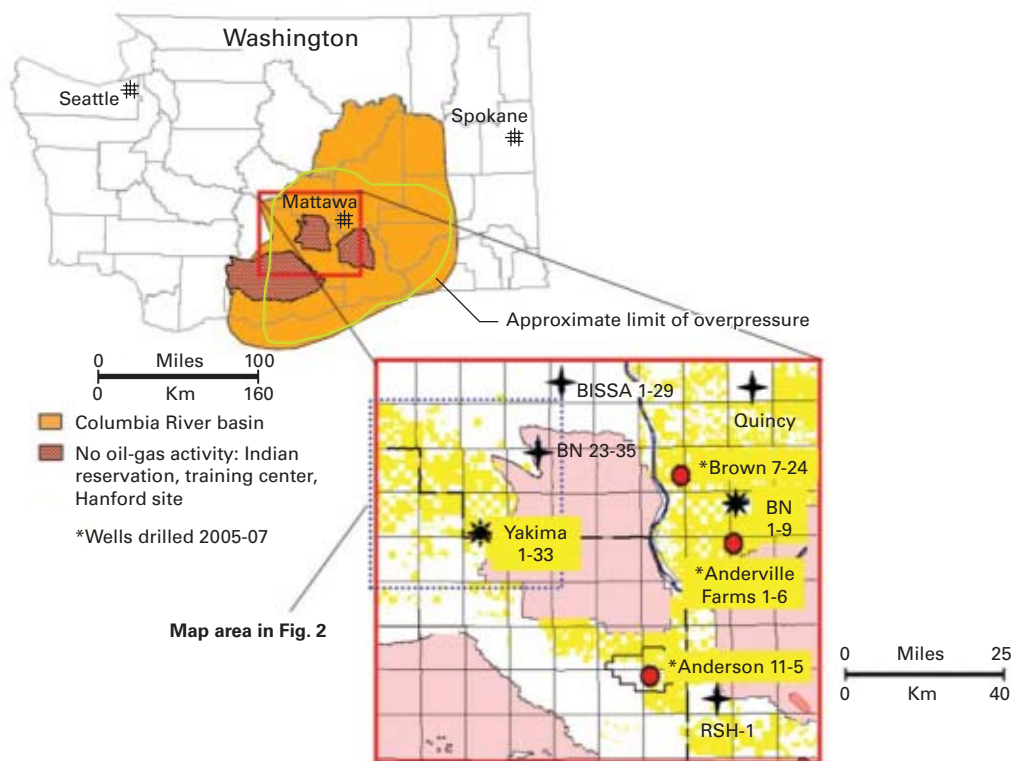 Washington
Seattle
Spokane
Mattawa
Approximate limit of overpressure
0 Miles 100
0 Km 160
Columbia River basin
No oil-gas activity: Indian
reservation, training center,
Hanford site
*Wells drilled 2005-07
Map area in Fig. 2
BISSA 1-29
Quincy
BN 23-35
*Brown 7-24
BN
1-9
Yakima
1-33
*Anderville
Farms 1-6
*Anderson 11-5
RSH-1
0 Miles 25
0 Km 40